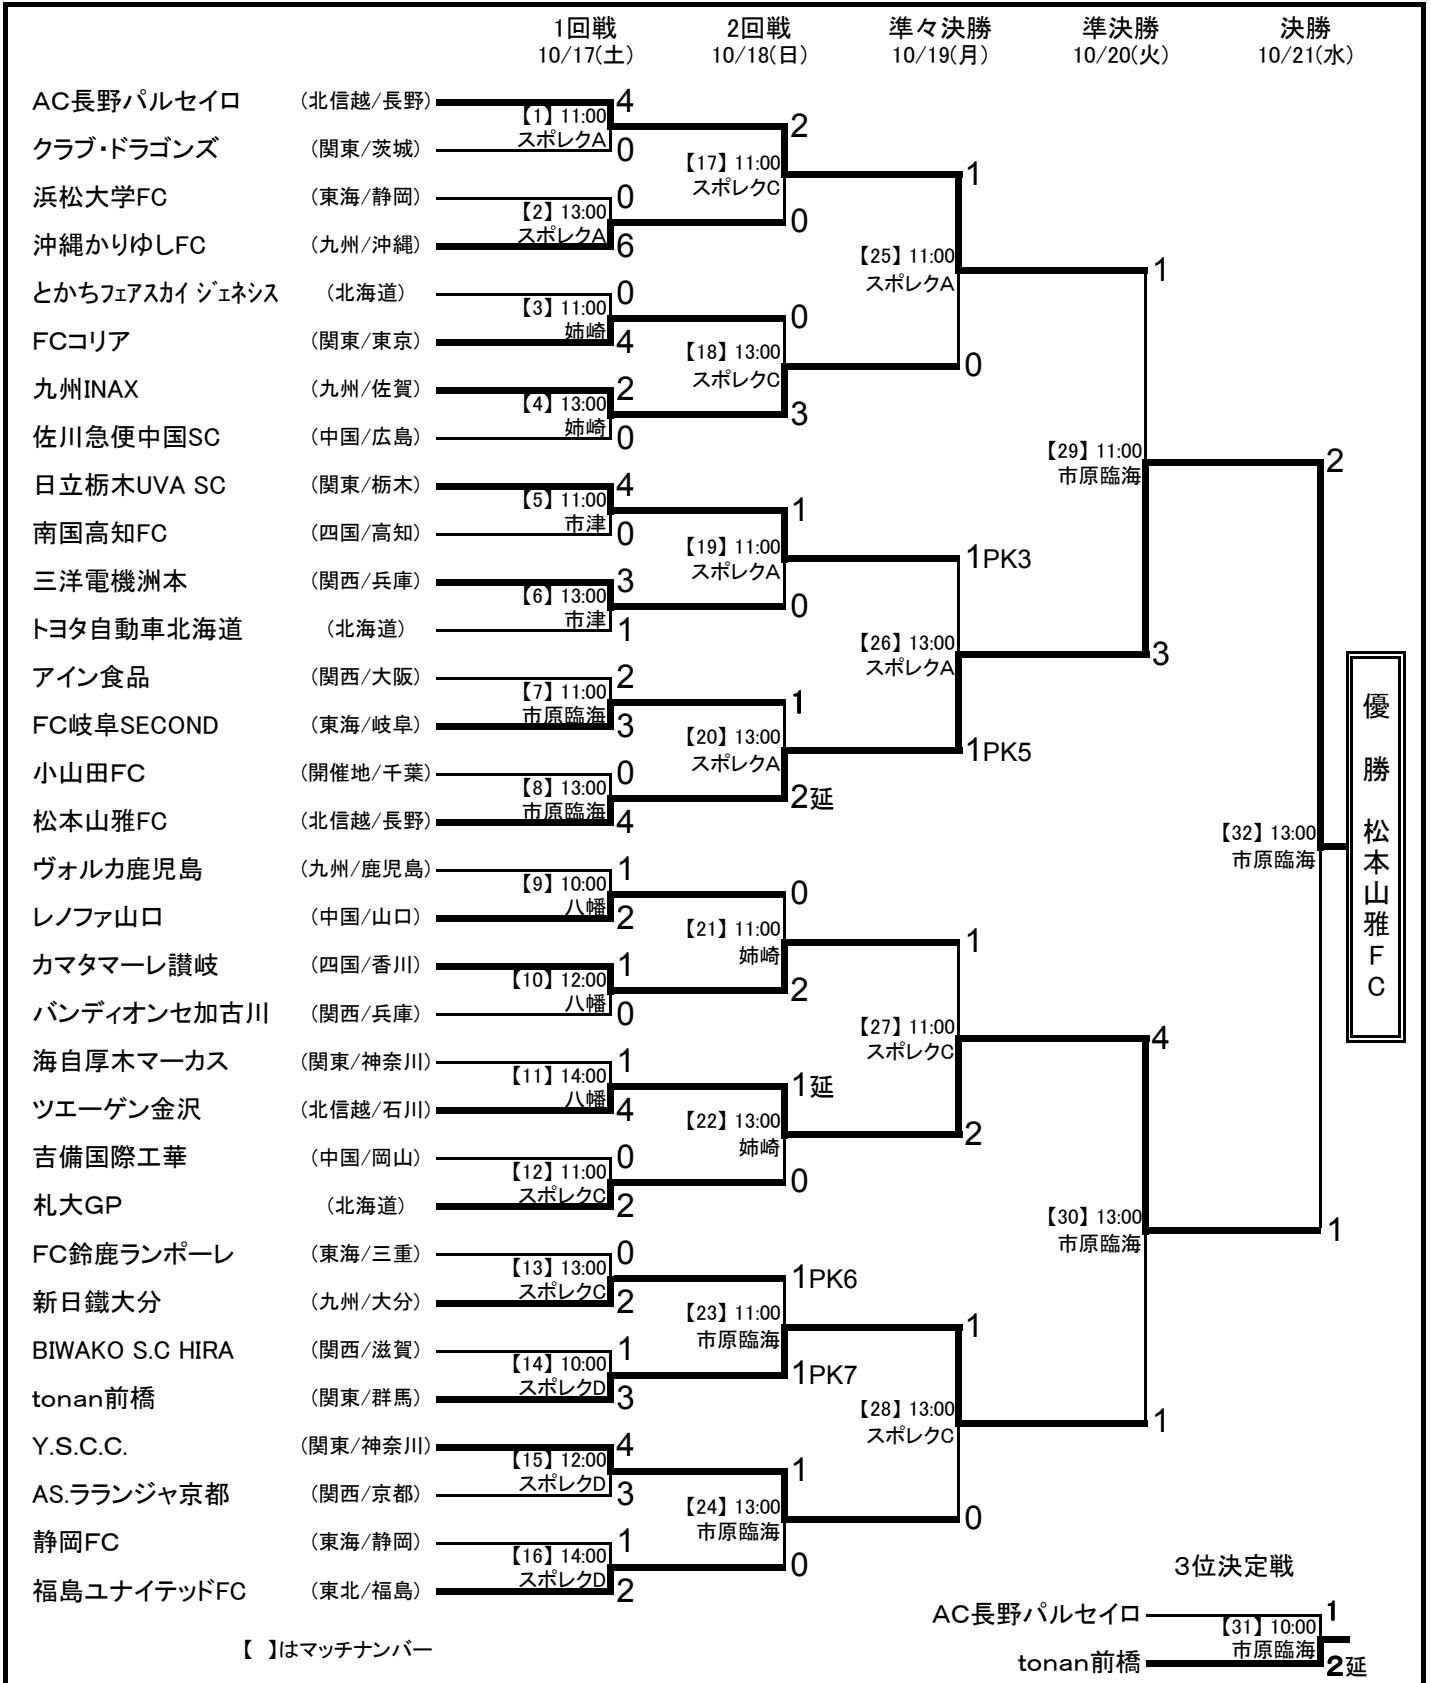 1回戦 2回戦 準々決勝 準決勝 決勝
10/17(土) 10/18(日) 10/19(月) 10/20(火) 10/21(水)
AC長野パルセイロ (北信越/長野) 4
【1】 11:00
スポレクA
クラブ・ドラゴンズ (関東/茨城) 0
2
【17】 11:00
スポレクC
浜松大学FC (東海/静岡) 0
【2】 13:00
スポレクA
沖縄かりゆしFC (九州/沖縄) 6
0
1
【25】 11:00
スポレクA
とかちフェアスカイ ジェネシス (北海道) 0
【3】 11:00
姉崎
FCコリア (関東/東京) 4
0
【18】 13:00
スポレクC
九州INAX (九州/佐賀) 2
【4】 13:00
姉崎
佐川急便中国SC (中国/広島) 0
3
0
1
【29】 11:00
市原臨海
日立栃木UVA SC (関東/栃木) 4
【5】 11:00
市津
南国高知FC (四国/高知) 0
1
【19】 11:00
スポレクA
三洋電機洲本 (関西/兵庫) 3
【6】 13:00
市津
トヨタ自動車北海道 (北海道) 1
0
1PK3
【26】 13:00
スポレクA
アイン食品 (関西/大阪) 2
【7】 11:00
市原臨海
FC岐阜SECOND (東海/岐阜) 3
1
【20】 13:00
スポレクA
小山田FC (開催地/千葉) 0
【8】 13:00
市原臨海
松本山雅FC (北信越/長野) 4
2延
1PK5
3
2
【32】 13:00
市原臨海
優勝 松本山雅FC
ヴォルカ鹿児島 (九州/鹿児島) 1
【9】 10:00
八幡
レノファ山口 (中国/山口) 2
0
【21】 11:00
姉崎
カマタマーレ讃岐 (四国/香川) 1
【10】 12:00
八幡
バンディオンセ加古川 (関西/兵庫) 0
2
1
【27】 11:00
スポレクC
海自厚木マーカス (関東/神奈川) 1
【11】 14:00
八幡
ツエーゲン金沢 (北信越/石川) 4
1延
【22】 13:00
姉崎
吉備国際工華 (中国/岡山) 0
【12】 11:00
スポレクC
札大GP (北海道) 2
0
2
4
【30】 13:00
市原臨海
1
FC鈴鹿ランポーレ (東海/三重) 0
【13】 13:00
スポレクC
新日鐵大分 (九州/大分) 2
1PK6
【23】 11:00
市原臨海
BIWAKO S.C HIRA (関西/滋賀) 1
【14】 10:00
スポレクD
tonan前橋 (関東/群馬) 3
1PK7
1
【28】 13:00
スポレクC
Y.S.C.C. (関東/神奈川) 4
【15】 12:00
スポレクD
AS.ラランジャ京都 (関西/京都) 3
1
【24】 13:00
市原臨海
静岡FC (東海/静岡) 1
【16】 14:00
スポレクD
福島ユナイテッドFC (東北/福島) 2
0
0
1
3位決定戦
AC長野パルセイロ 1
【31】 10:00
市原臨海
tonan前橋 2延
【 】はマッチナンバー